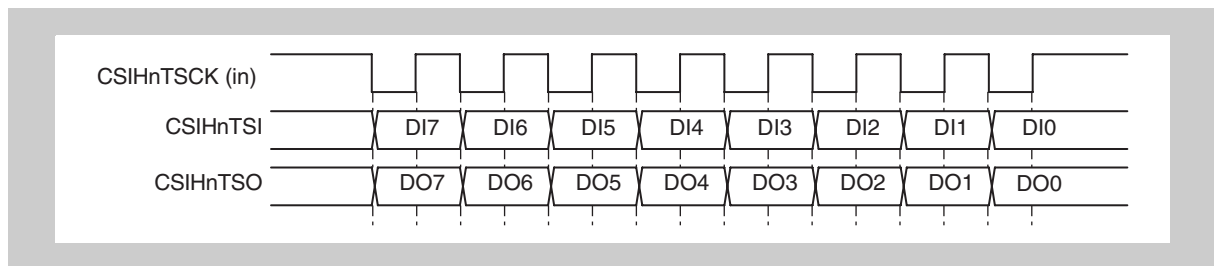 CSIHnTSCK (in)
CSIHnTSI DI7 DI6 DI5 DI4 DI3 DI2 DI1 DI0
CSIHnTSO DO7 DO6 DO5 DO4 DO3 DO2 DO1 DO0